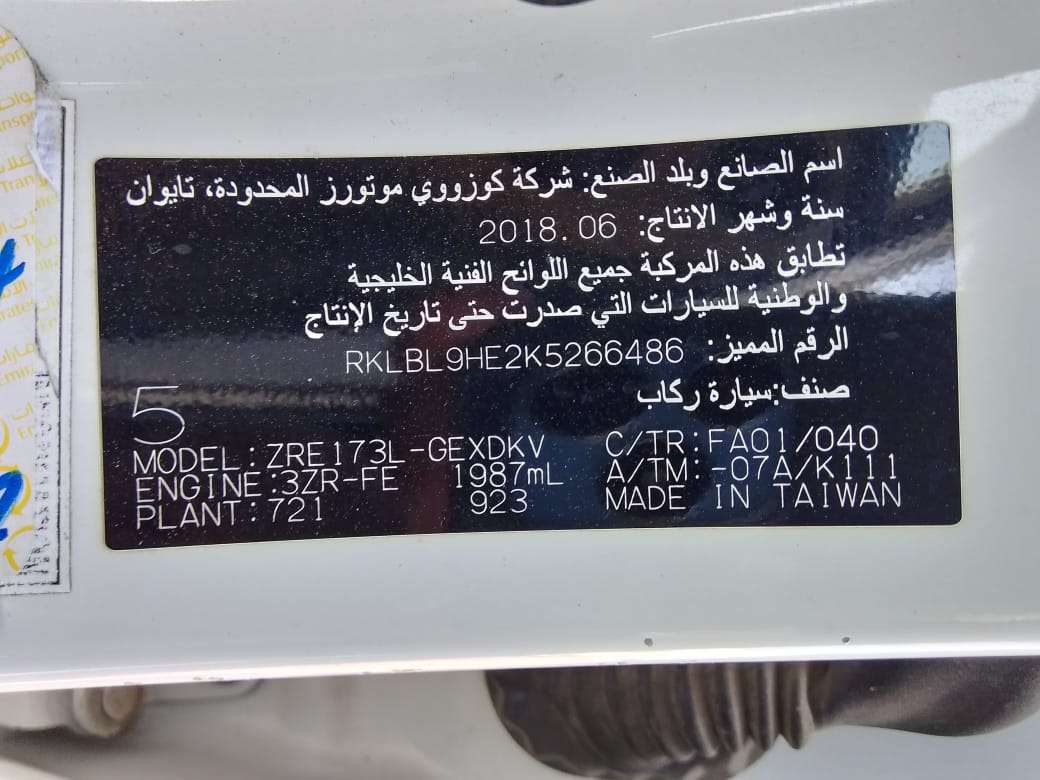 اسم الصانع وبلد الصنع: شركة كوزووي موتورز المحدودة، تايوان
سنة وشهر الانتاج: 2018.06
تطابق هذه المركبة جميع اللوائح الفنية الخليجية
والوطنية للسيارات التي صدرت حتى تاريخ الإنتاج
الرقم المميز: RKLBL9HE2K5266486
صنف:سيارة ركاب
5
MODEL:ZRE173L-GEXDKV C/TR:FA01/040
ENGINE:3ZR-FE 1987mL A/TM:-07A/K111
PLANT:721 923 MADE IN TAIWAN